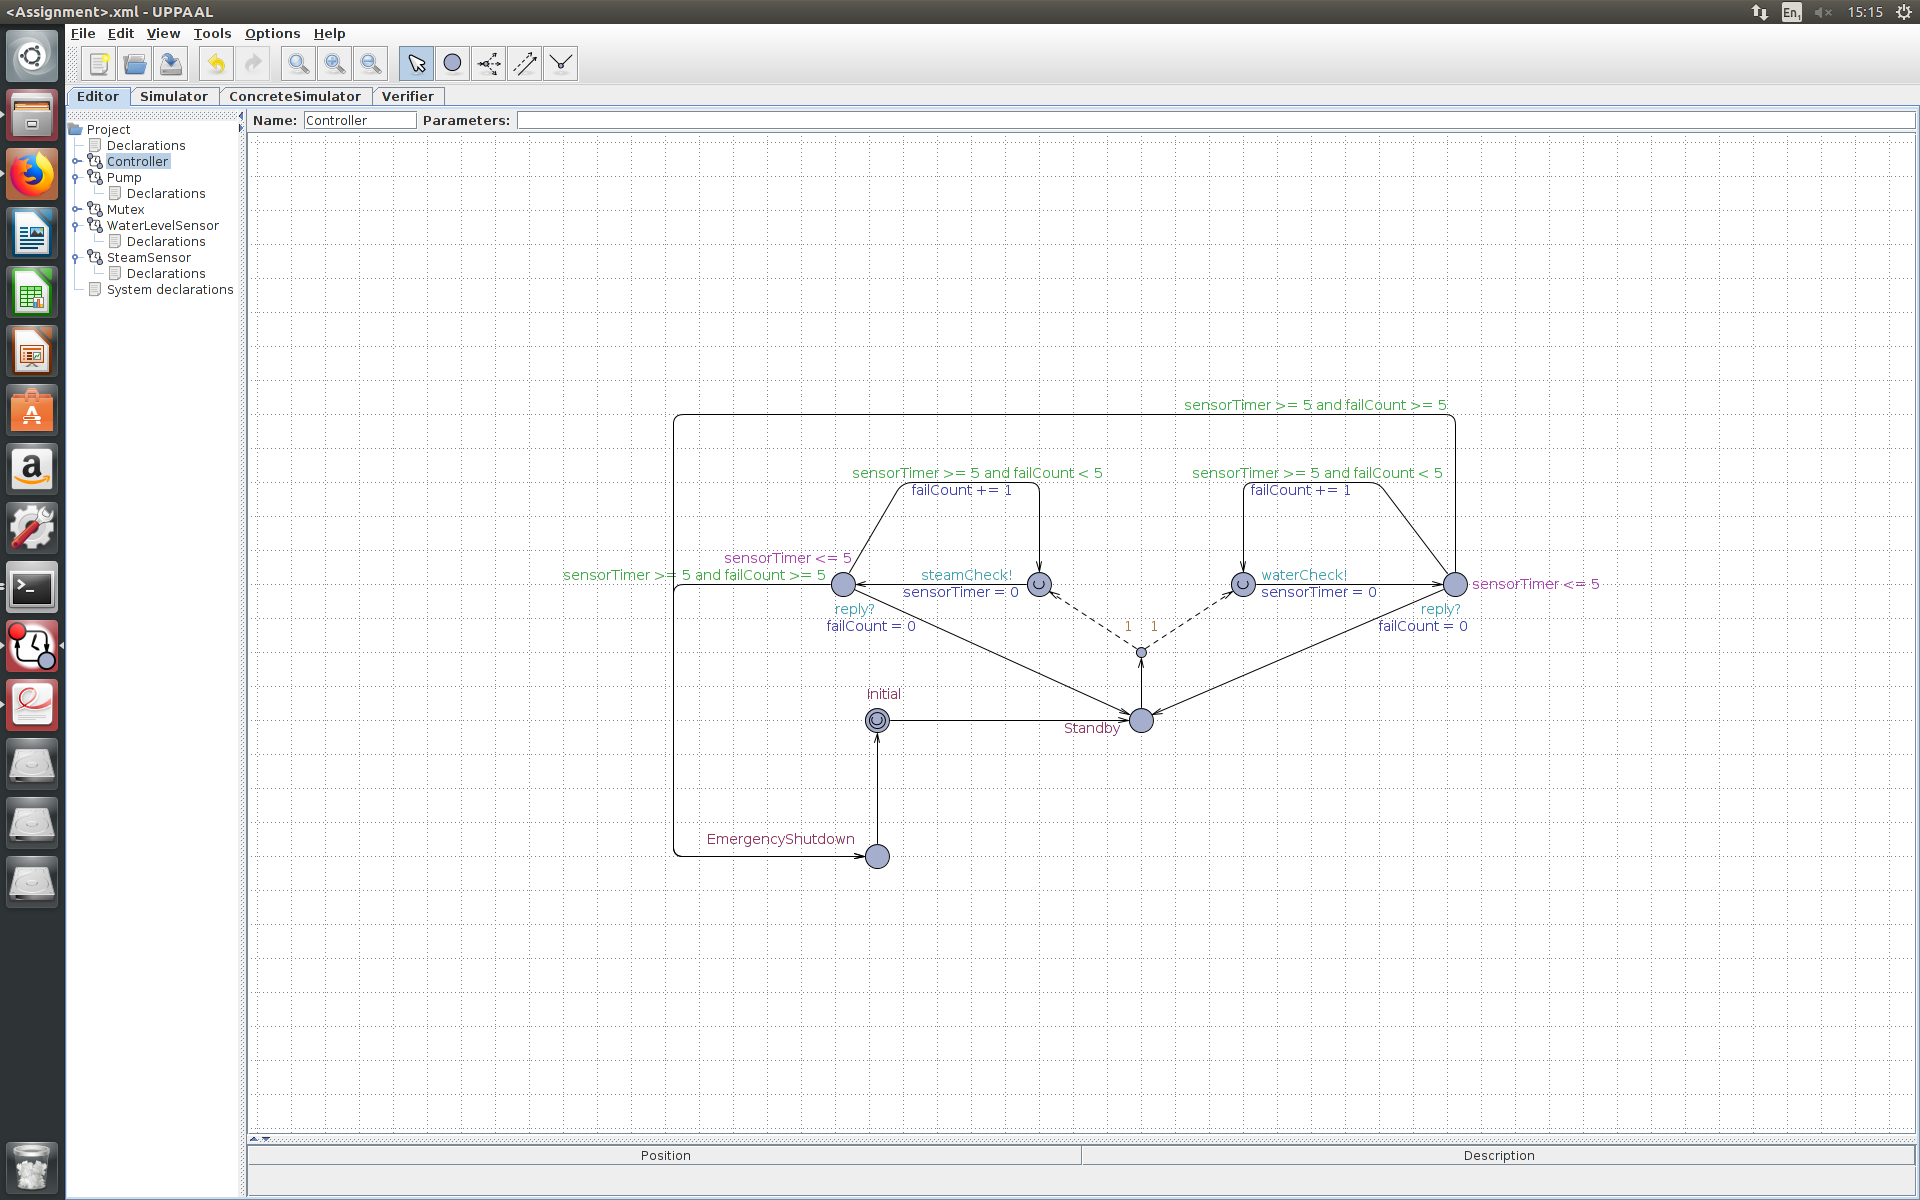 <Assignment>.xml - UPPAAL
En1 15:15
File Edit View Tools Options Help
Editor Simulator ConcreteSimulator Verifier
Name: Controller Parameters:
Project
Declarations
Controller
Pump
Declarations
Mutex
WaterLevelSensor
Declarations
SteamSensor
Declarations
System declarations
sensorTimer >= 5 and failCount >= 5
sensorTimer >= 5 and failCount < 5
failCount += 1
sensorTimer >= 5 and failCount < 5
failCount += 1
sensorTimer <= 5
sensorTimer >= 5 and failCount >= 5
steamCheck!
sensorTimer = 0
waterCheck!
sensorTimer = 0
sensorTimer <= 5
reply?
failCount = 0
1 1
reply?
failCount = 0
Initial
Standby
EmergencyShutdown
Position Description